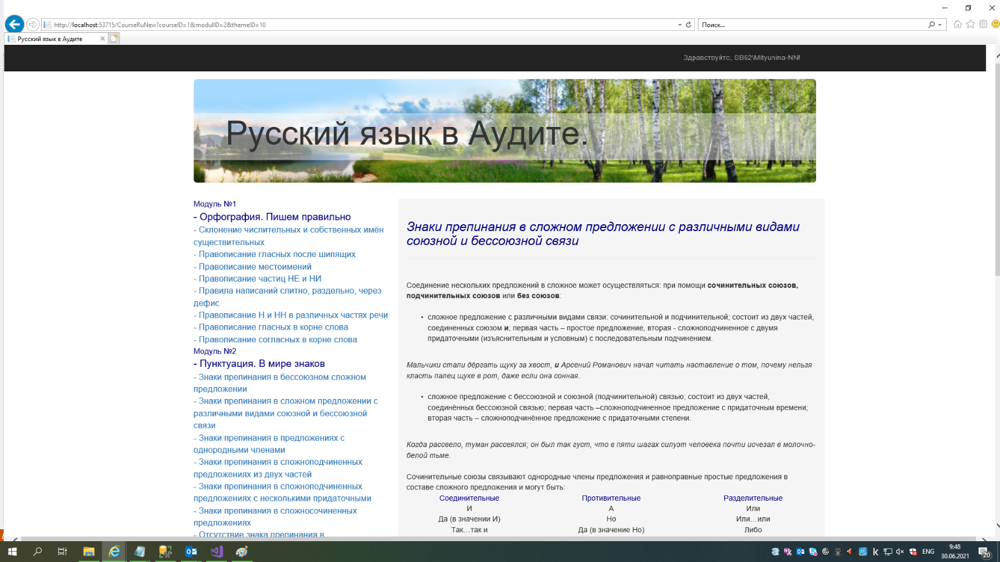 http://localhost:53715/CourseRuNew?courseID=1&modulID=2&themeID=10
Поиск...
Русский язык в Аудите
Здравствуйте, SB52\Mityunina-NN!
Русский язык в Аудите.
Модуль №1
- Орфография. Пишем правильно
- Склонение числительных и собственных имён
существительных
- Правописание гласных после шипящих
- Правописание местоимений
- Правописание частиц НЕ и НИ
- Правила написаний слитно, раздельно, через
дефис
- Правописание Н и НН в различных частях речи
- Правописание гласных в корне слова
- Правописание согласных в корне слова
Модуль №2
- Пунктуация. В мире знаков
- Знаки препинания в бессоюзном сложном
предложении
- Знаки препинания в сложном предложении с
различными видами союзной и бессоюзной
связи
- Знаки препинания в предложениях с
однородными членами
- Знаки препинания в сложноподчиненных
предложениях из двух частей
- Знаки препинания в сложноподчиненных
предложениях с несколькими придаточными
- Знаки препинания в сложносочиненных
предложениях
- Отсутствие знака препинания в
Знаки препинания в сложном предложении с различными видами
союзной и бессоюзной связи
Соединение нескольких предложений в сложное может осуществляться: при помощи сочинительных союзов,
подчинительных союзов или без союзов:
• сложное предложение с различными видами связи: сочинительной и подчинительной; состоит из двух частей,
соединенных союзом и; первая часть – простое предложение, вторая - сложноподчиненное с двумя
придаточными (изъяснительным и условным) с последовательным подчинением.
Мальчики стали дёргать щуку за хвост, и Арсений Романович начал читать наставление о том, почему нельзя
класть палец щуке в рот, даже если она сонная.
• сложное предложение с бессоюзной и союзной (подчинительной) связью; состоит из двух частей,
соединённых бессоюзной связью; первая часть –сложноподчиненное предложение с придаточным времени;
вторая часть – сложноподчинённое предложение с придаточными степени.
Когда рассвело, туман рассеялся; он был так густ, что в пяти шагах силуэт человека почти исчезал в молочно-
белой тьме.
Сочинительные союзы связывают однородные члены предложения и равноправные простые предложения в
составе сложного предложения и могут быть:
Соединительные Противительные Разделительные
И А Или
Да (в значении И) Но Или…или
Так…так и Да (в значение Но) Либо
ENG
9:48
30.06.2021
20